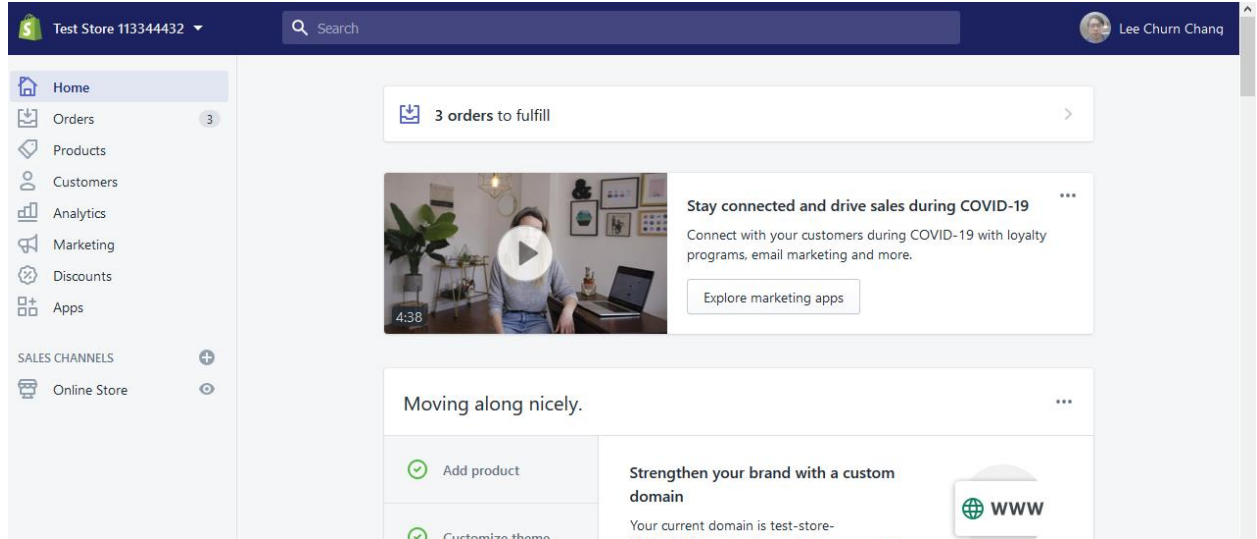 Test Store 113344432
Search
Lee Churn Chang
Home
Orders 3
Products
Customers
Analytics
Marketing
Discounts
Apps
SALES CHANNELS
Online Store
3 orders to fulfill
4:38
Stay connected and drive sales during COVID-19
Connect with your customers during COVID-19 with loyalty
programs, email marketing and more.
Explore marketing apps
Moving along nicely.
Add product
Customize theme
Strengthen your brand with a custom
domain
Your current domain is test-store-
www